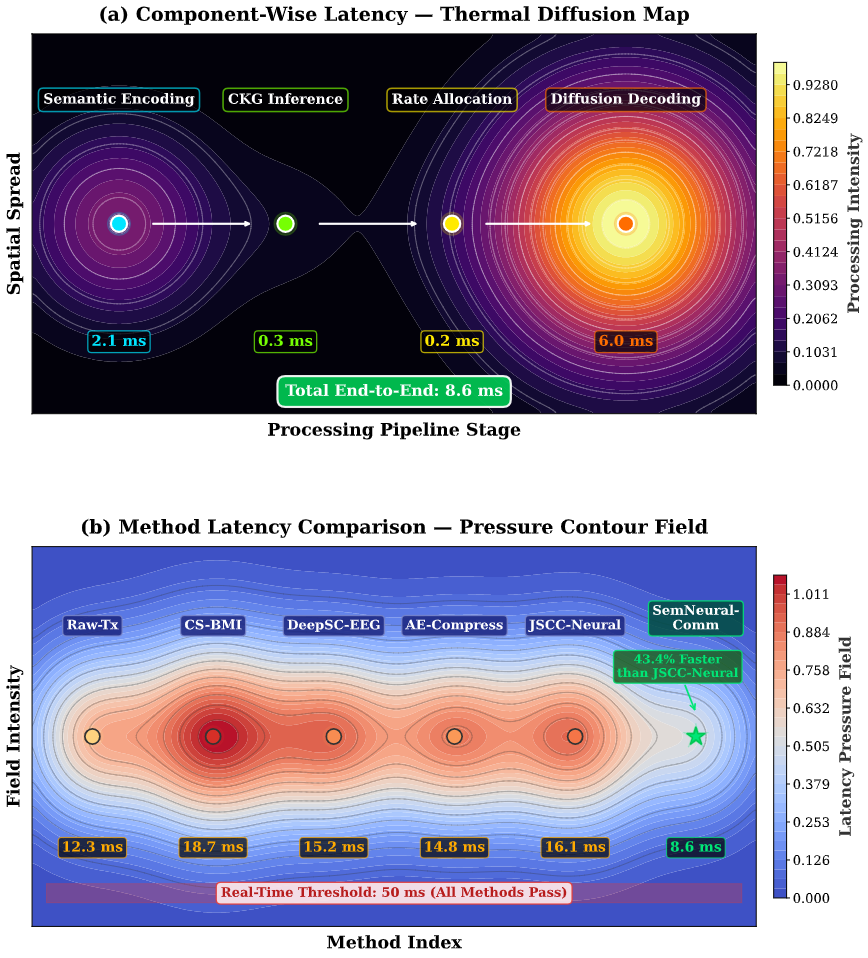 (a) Component-Wise Latency — Thermal Diffusion Map
Semantic Encoding
CKG Inference
Rate Allocation
Diffusion Decoding
2.1 ms
0.3 ms
0.2 ms
6.0 ms
Total End-to-End: 8.6 ms
Spatial Spread
Processing Pipeline Stage
0.9280
0.8249
0.7218
0.6187
0.5156
0.4124
0.3093
0.2062
0.1031
0.0000
Processing Intensity
(b) Method Latency Comparison — Pressure Contour Field
Raw-Tx
CS-BMI
DeepSC-EEG
AE-Compress
JSCC-Neural
SemNeural-
Comm
43.4% Faster
than JSCC-Neural
12.3 ms
18.7 ms
15.2 ms
14.8 ms
16.1 ms
8.6 ms
Real-Time Threshold: 50 ms (All Methods Pass)
Field Intensity
Method Index
1.011
0.884
0.758
0.632
0.505
0.379
0.253
0.126
0.000
Latency Pressure Field